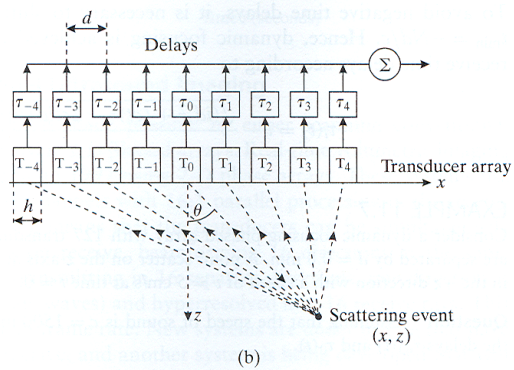 d
Delays
Σ
τ₋₄ τ₋₃ τ₋₂ τ₋₁ τ₀ τ₁ τ₂ τ₃ τ₄
T₋₄ T₋₃ T₋₂ T₋₁ T₀ T₁ T₂ T₃ T₄
Transducer array
x
h
θ
z
Scattering event
(x, z)
(b)